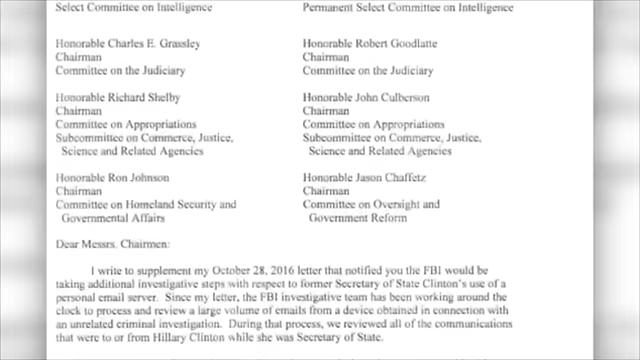 Select Committee on Intelligence
Permanent Select Committee on Intelligence
Honorable Charles E. Grassley
Chairman
Committee on the Judiciary
Honorable Robert Goodlatte
Chairman
Committee on the Judiciary
Honorable Richard Shelby
Chairman
Committee on Appropriations
Subcommittee on Commerce, Justice,
Science and Related Agencies
Honorable John Culberson
Chairman
Committee on Appropriations
Subcommittee on Commerce, Justice,
Science and Related Agencies
Honorable Ron Johnson
Chairman
Committee on Homeland Security and
Governmental Affairs
Honorable Jason Chaffetz
Chairman
Committee on Oversight and
Government Reform
Dear Messrs. Chairmen:
I write to supplement my October 28, 2016 letter that notified you the FBI would be
taking additional investigative steps with respect to former Secretary of State Clinton's use of a
personal email server. Since my letter, the FBI investigative team has been working around the
clock to process and review a large volume of emails from a device obtained in connection with
an unrelated criminal investigation. During that process, we reviewed all of the communications
that were to or from Hillary Clinton while she was Secretary of State.